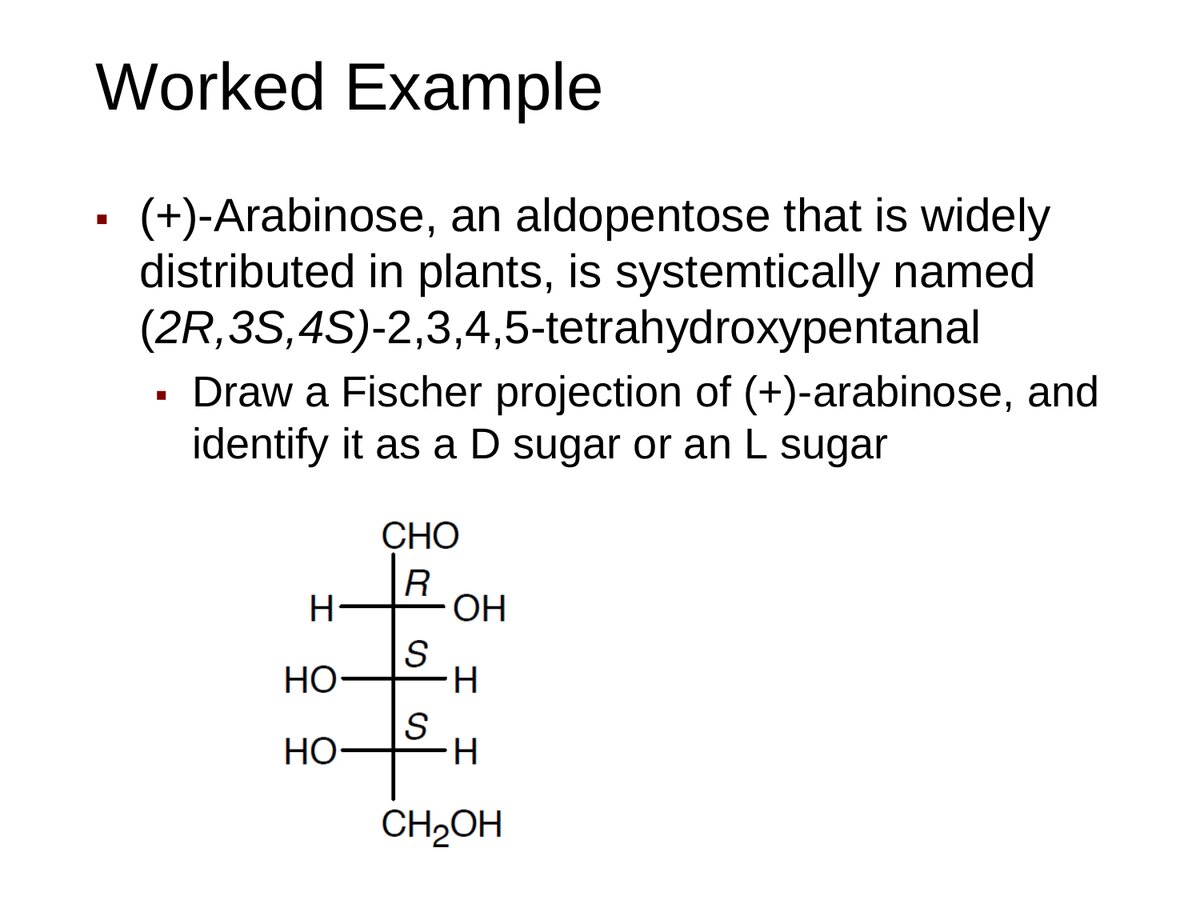 Worked Example
▪ (+)-Arabinose, an aldopentose that is widely
distributed in plants, is systemtically named
(2R,3S,4S)-2,3,4,5-tetrahydroxypentanal
▪ Draw a Fischer projection of (+)-arabinose, and
identify it as a D sugar or an L sugar
CHO
R
H OH
S
HO H
S
HO H
CH₂OH